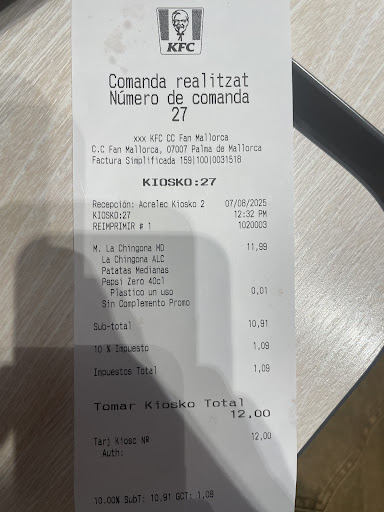 KFC
Comanda realitzat
Número de comanda
27
xxx KFC CC Fan Mallorca
C.C Fan Mallorca, 07007 Palma de Mallorca
Factura Simplificada 159|100|0031518
KIOSKO:27
Recepción: Acrelec Kiosko 2 07/08/2025
KIOSKO:27 12:32 PM
REIMPRIMIR # 1 1020003
M. La Chingona MD 11,99
La Chingona ALC
Patatas Medianas
Pepsi Zero 40cl
Plastico un uso 0,01
Sin Complemento Promo
Sub-total 10,91
10 % Impuesto 1,09
Impuestos Total 1,09
Tomar Kiosko Total
12,00
Tarj Kiosc NR 12,00
Auth:
10.00% SubT: 10,91 GCT: 1,09